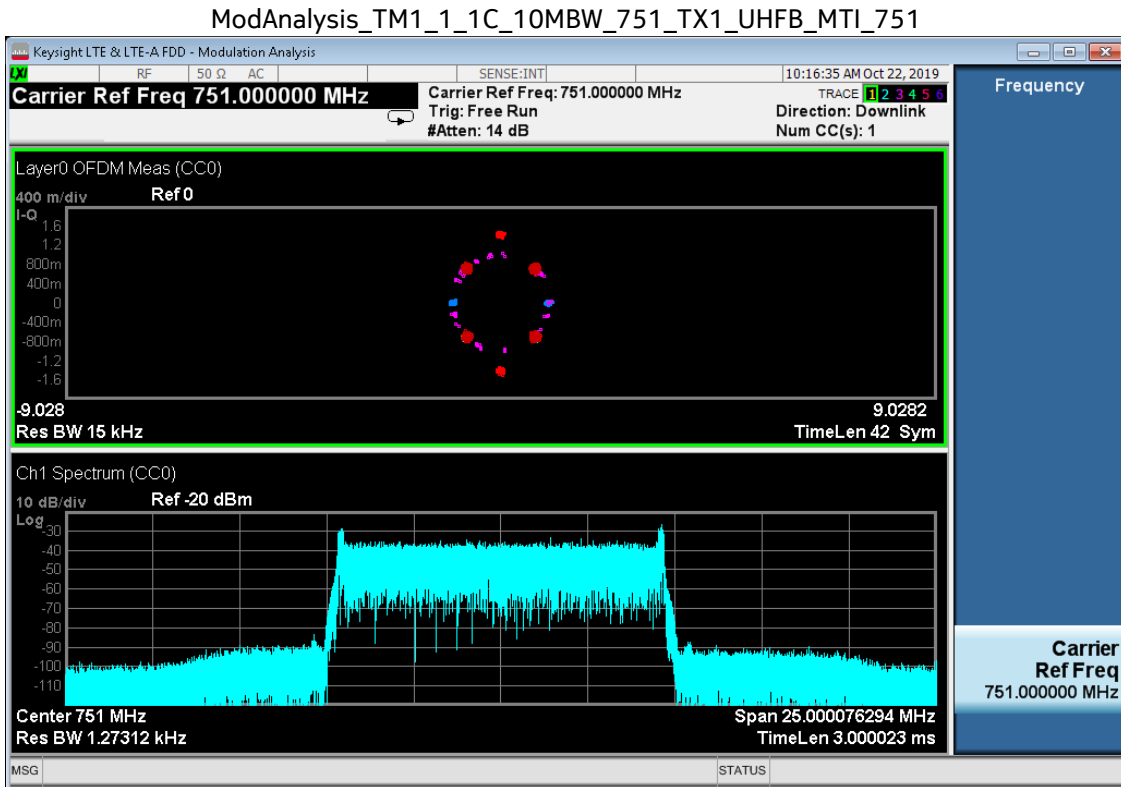 ModAnalysis_TM1_1_1C_10MBW_751_TX1_UHFB_MTI_751
Keysight LTE & LTE-A FDD - Modulation Analysis
LXI RF 50 Ω AC SENSE:INT 10:16:35 AM Oct 22, 2019
Carrier Ref Freq 751.000000 MHz
Carrier Ref Freq: 751.000000 MHz
Trig: Free Run
#Atten: 14 dB
TRACE 1 2 3 4 5 6
Direction: Downlink
Num CC(s): 1
Frequency
Layer0 OFDM Meas (CC0)
400 m/div Ref 0
I-Q
1.6
1.2
800m
400m
0
-400m
-800m
-1.2
-1.6
-9.028 9.0282
Res BW 15 kHz TimeLen 42 Sym
Ch1 Spectrum (CC0)
10 dB/div Ref -20 dBm
Log
-30
-40
-50
-60
-70
-80
-90
-100
-110
Center 751 MHz Span 25.000076294 MHz
Res BW 1.27312 kHz TimeLen 3.000023 ms
Carrier
Ref Freq
751.000000 MHz
MSG STATUS